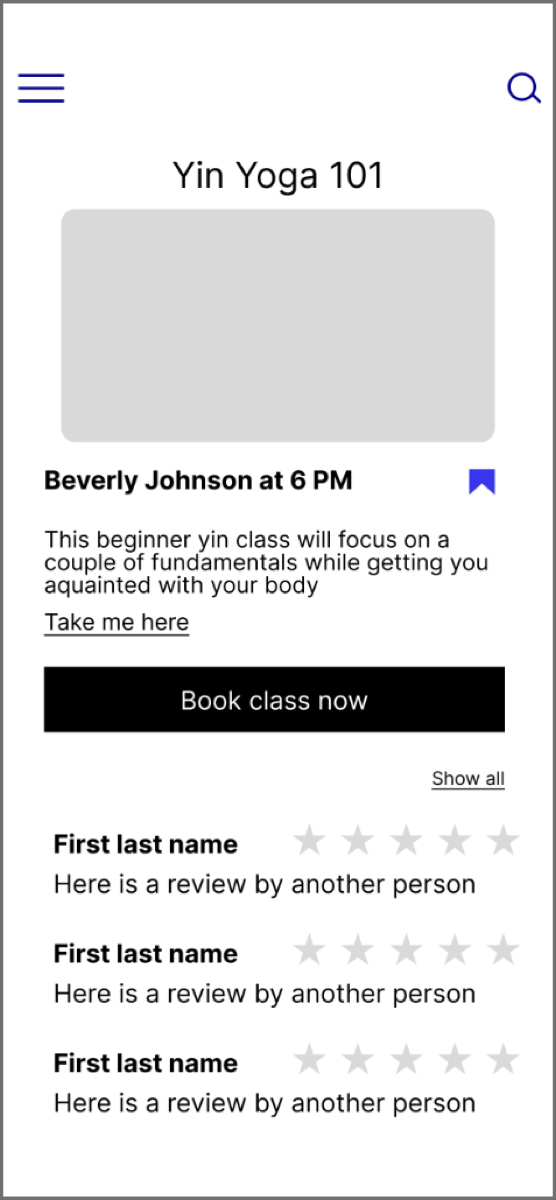 Yin Yoga 101
Beverly Johnson at 6 PM
This beginner yin class will focus on a
couple of fundamentals while getting you
aquainted with your body
Take me here
Book class now
Show all
First last name
Here is a review by another person
First last name
Here is a review by another person
First last name
Here is a review by another person